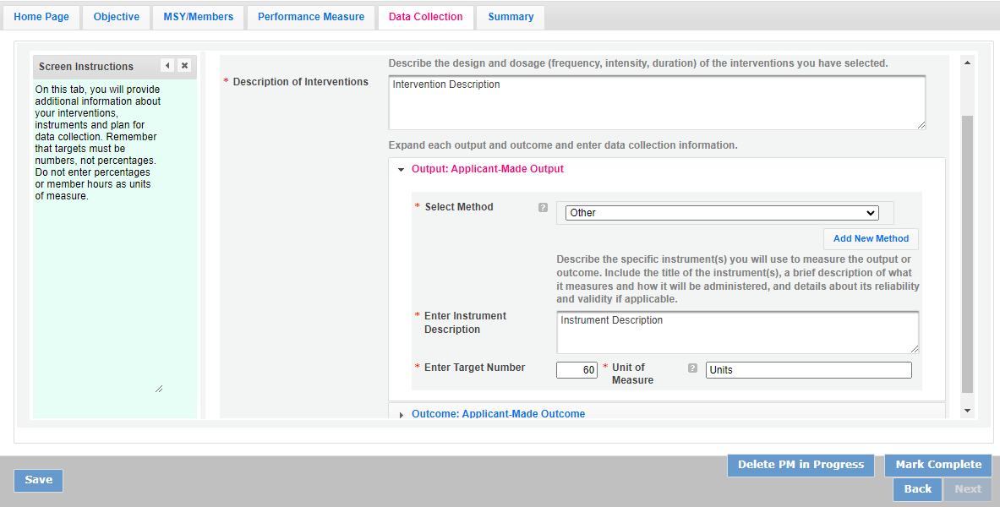 Home Page
Objective
MSY/Members
Performance Measure
Data Collection
Summary
Screen Instructions
On this tab, you will provide
additional information about
your interventions,
instruments and plan for
data collection. Remember
that targets must be
numbers, not percentages.
Do not enter percentages
or member hours as units
of measure.
Describe the design and dosage (frequency, intensity, duration) of the interventions you have selected.
* Description of Interventions
Intervention Description
Expand each output and outcome and enter data collection information.
Output: Applicant-Made Output
* Select Method
?
Other
Add New Method
Describe the specific instrument(s) you will use to measure the output or
outcome. Include the title of the instrument(s), a brief description of what
it measures and how it will be administered, and details about its reliability
and validity if applicable.
* Enter Instrument
Description
Instrument Description
* Enter Target Number
60
* Unit of
Measure
?
Units
Outcome: Applicant-Made Outcome
Save
Delete PM in Progress
Mark Complete
Back
Next